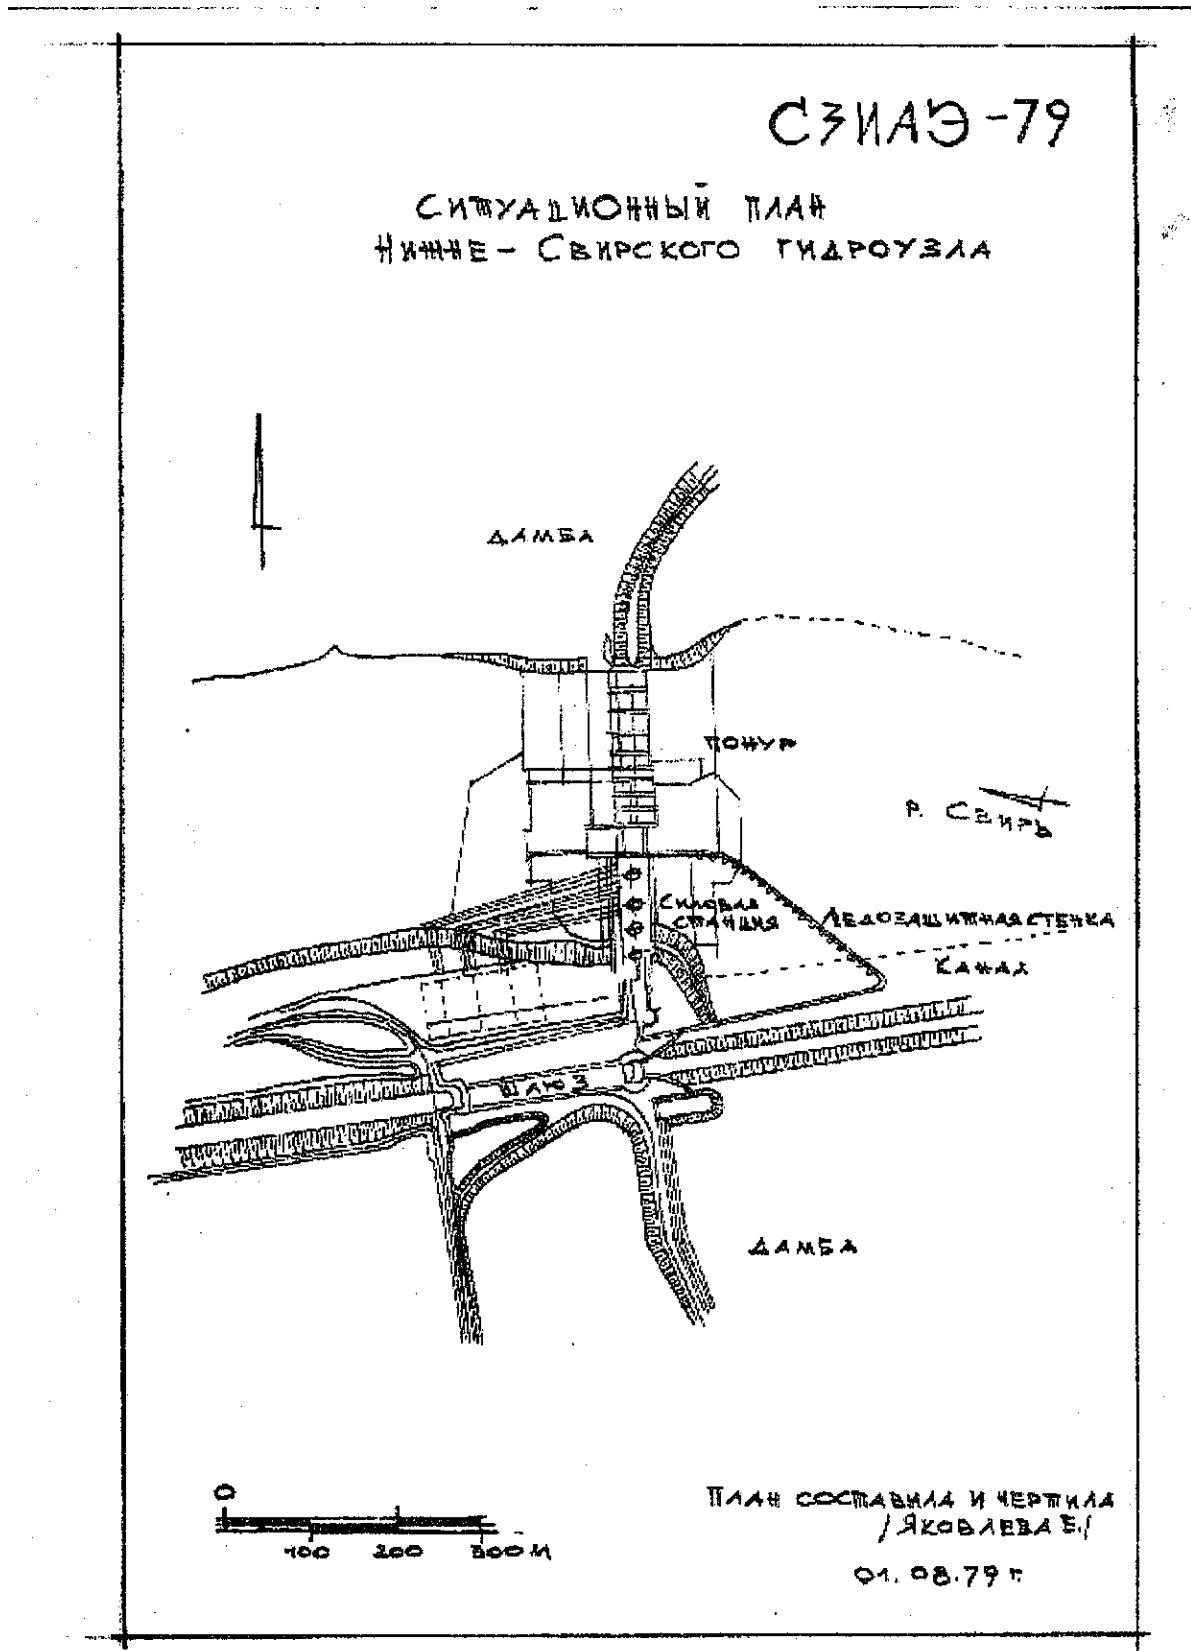 СЗИАЭ-79
СИТУАЦИОННЫЙ ПЛАН
НИЖНЕ-СВИРСКОГО ГИДРОУЗЛА
ДАМБА
ПОНУР
Р. СВИРЬ
СИЛОВАЯ
СТАНЦИЯ
ЛЕДОЗАЩИТНАЯ СТЕНКА
КАНАЛ
ШЛЮЗ
ДАМБА
0
100 200 300 М
ПЛАН СОСТАВИЛА И ЧЕРТИЛА
/ЯКОВЛЕВА Е./
01.08.79 г.